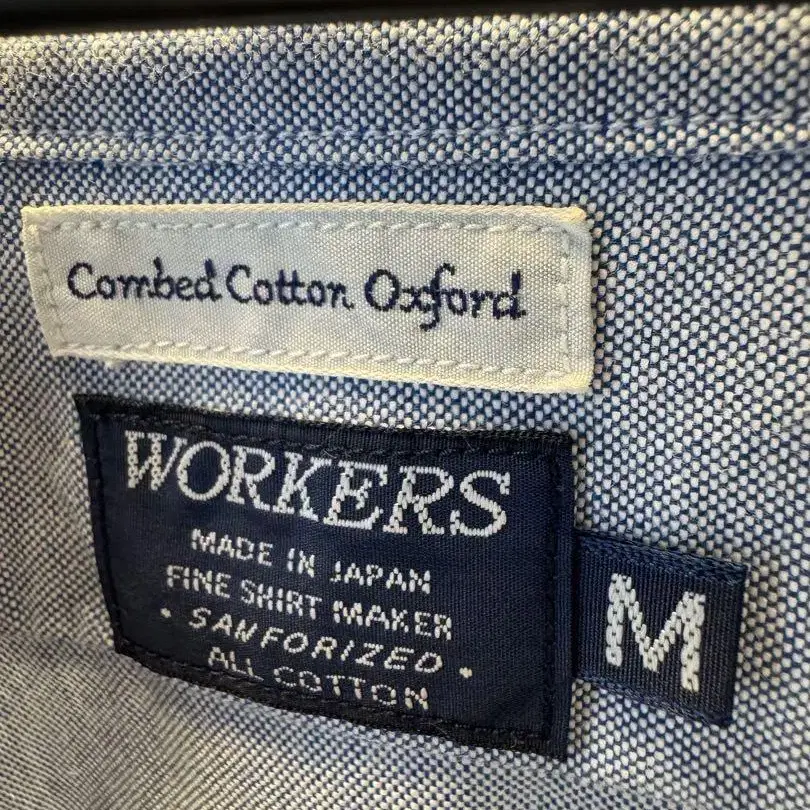 Combed Cotton Oxford
WORKERS
MADE IN JAPAN
FINE SHIRT MAKER
• SANFORIZED •
ALL COTTON
M